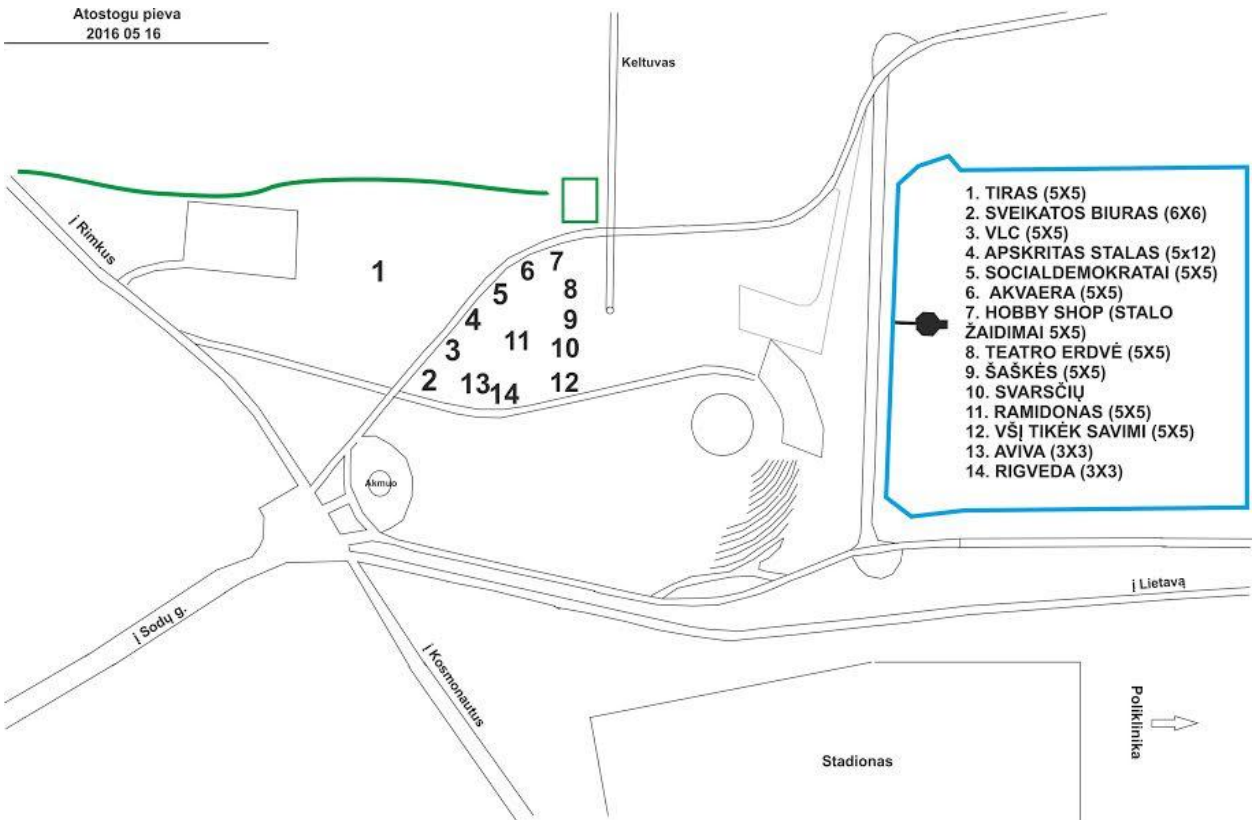 Atostogu pieva
2016 05 16
Keltuvas
į Rimkus
1
2
3
4
5
6
7
8
9
10
11
12
13
14
1. TIRAS (5X5)
2. SVEIKATOS BIURAS (6X6)
3. VLC (5X5)
4. APSKRITAS STALAS (5x12)
5. SOCIALDEMOKRATAI (5X5)
6. AKVAERA (5X5)
7. HOBBY SHOP (STALO
ŽAIDIMAI 5X5)
8. TEATRO ERDVĖ (5X5)
9. ŠAŠKĖS (5X5)
10. SVARSČIŲ
11. RAMIDONAS (5X5)
12. VŠĮ TIKĖK SAVIMI (5X5)
13. AVIVA (3X3)
14. RIGVEDA (3X3)
Akmuo
į Sodų g.
į Kosmonautus
į Lietavą
Stadionas
Poliklinika